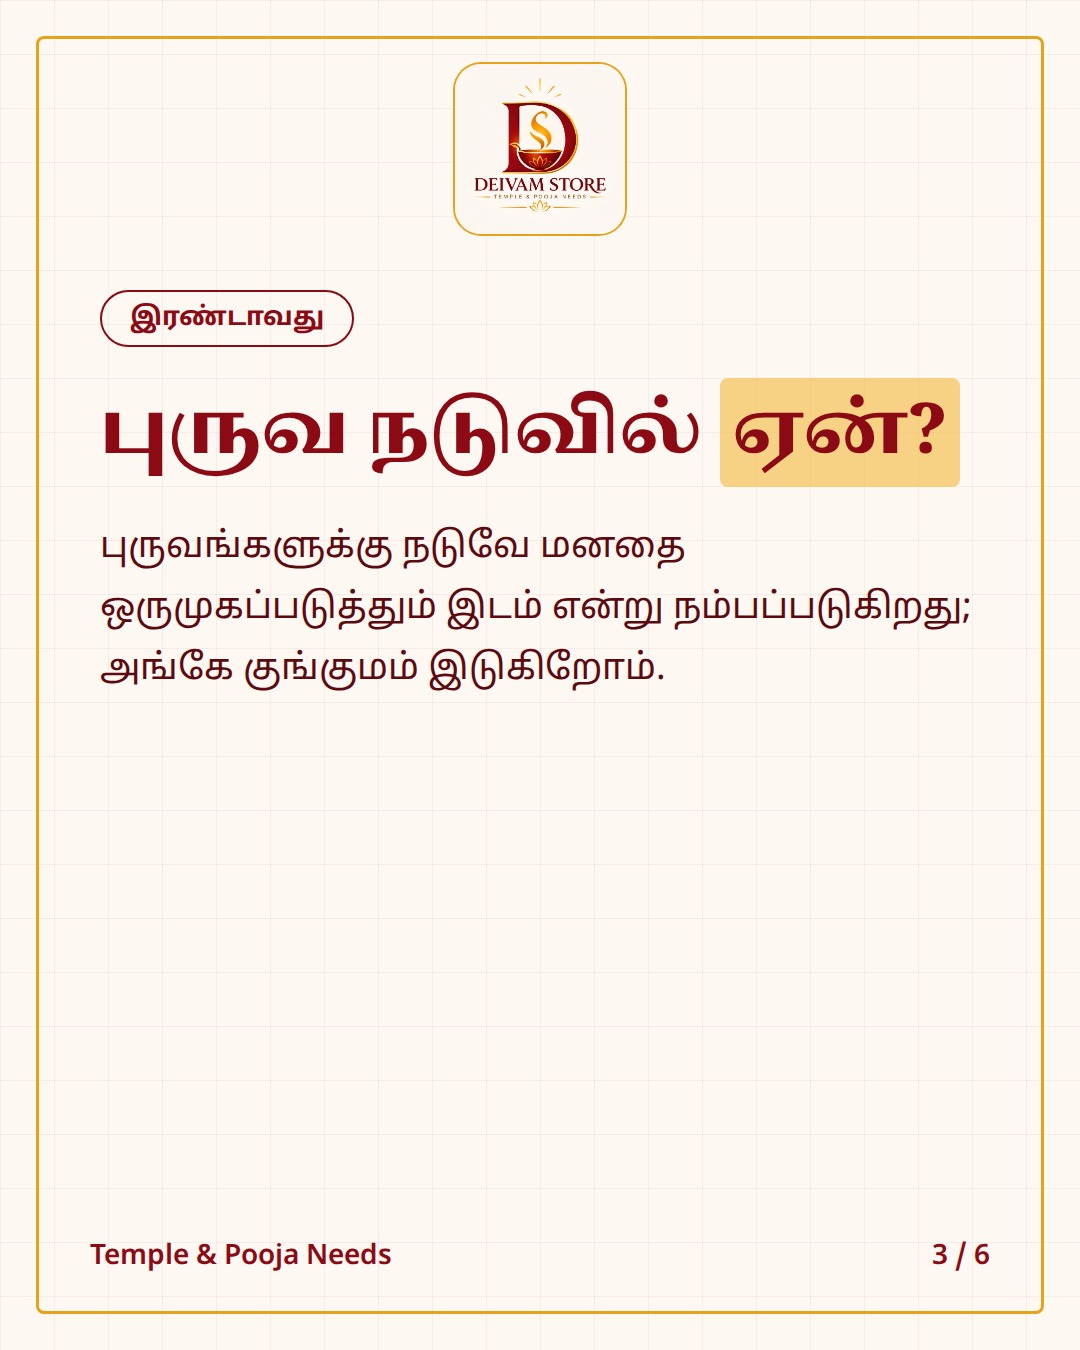 DEIVAM STORE
TEMPLE & POOJA NEEDS
இரண்டாவது
புருவ நடுவில் ஏன்?
புருவங்களுக்கு நடுவே மனதை
ஒருமுகப்படுத்தும் இடம் என்று நம்பப்படுகிறது;
அங்கே குங்குமம் இடுகிறோம்.
Temple & Pooja Needs
3 / 6